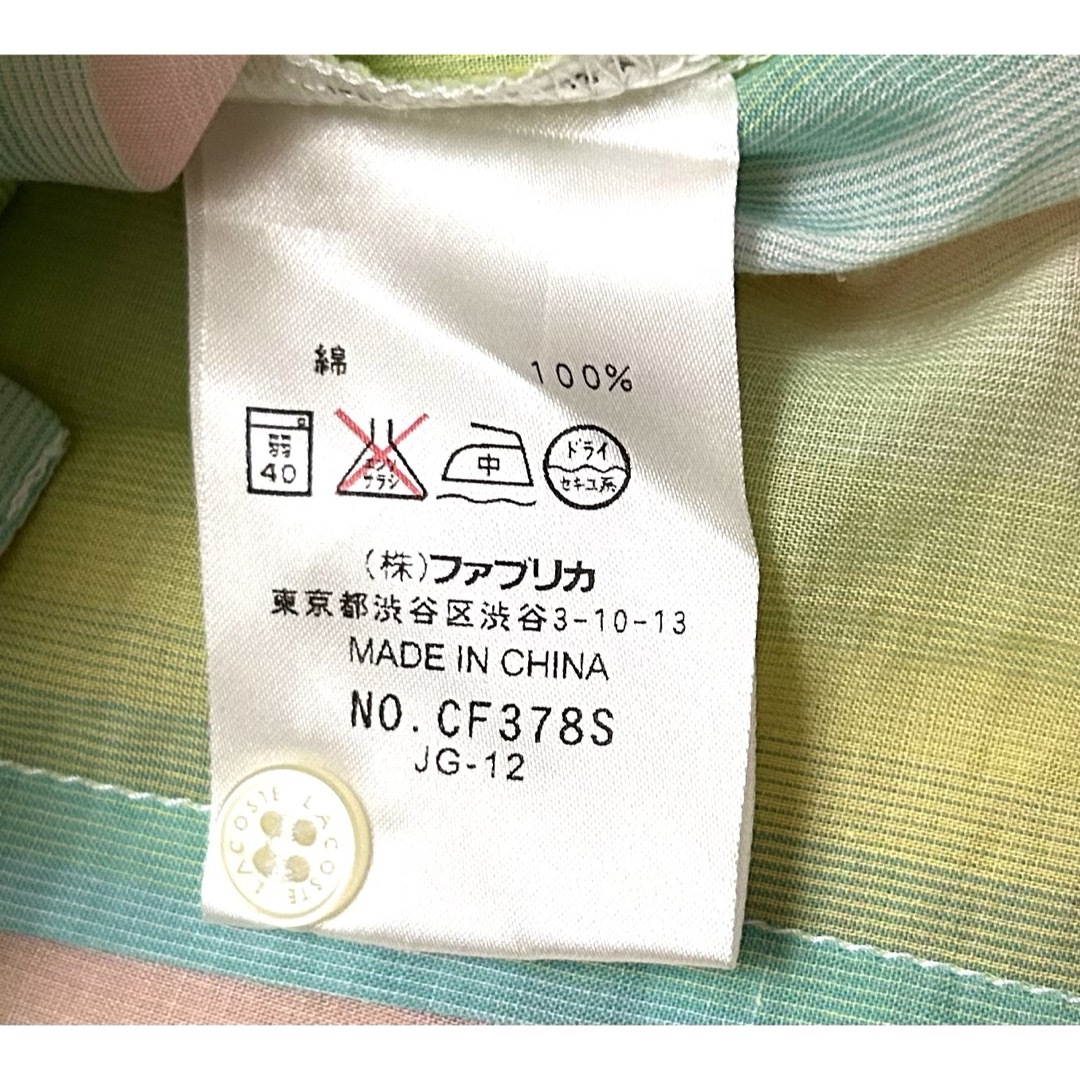 綿 100%
弱 40
エンソ サラシ
中
ドライ セキユ系
(株)ファブリカ
東京都渋谷区渋谷3-10-13
MADE IN CHINA
NO. CF378S
JG-12
LACOSTE LACOSTE